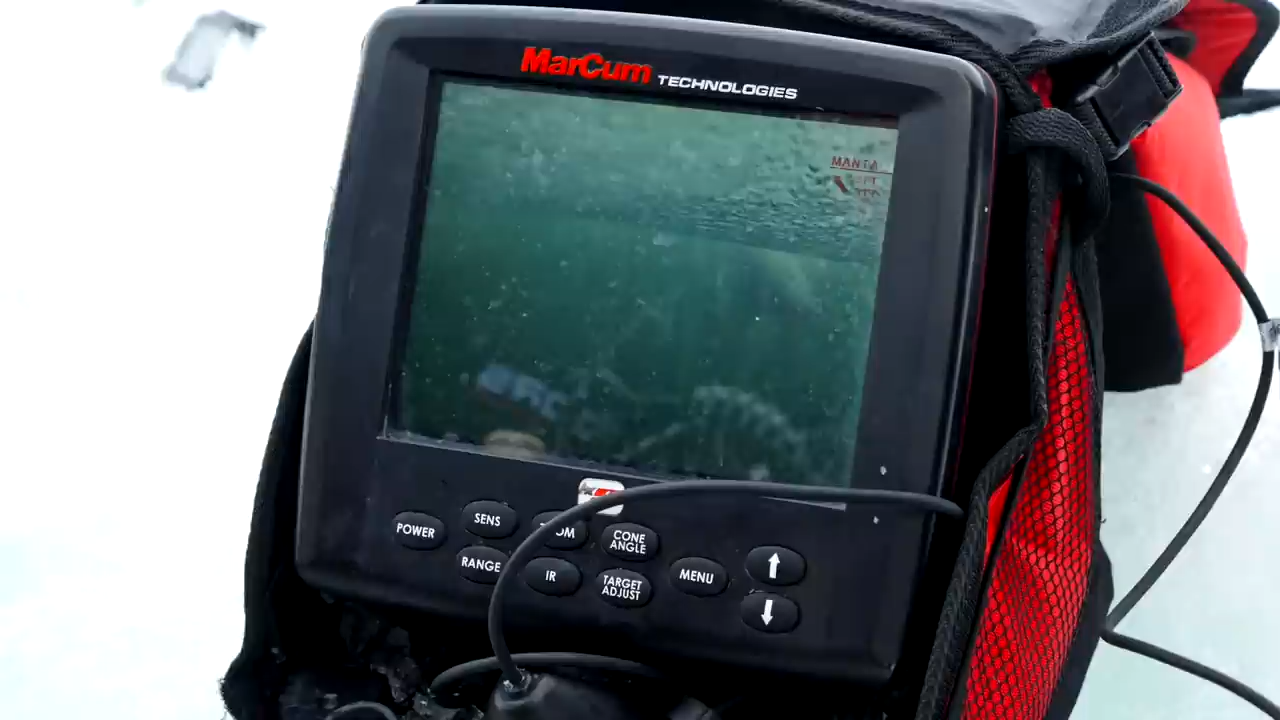 MarCum TECHNOLOGIES
MANTA
POWER
SENS
CONE
ANGLE
RANGE
IR
TARGET
ADJUST
MENU